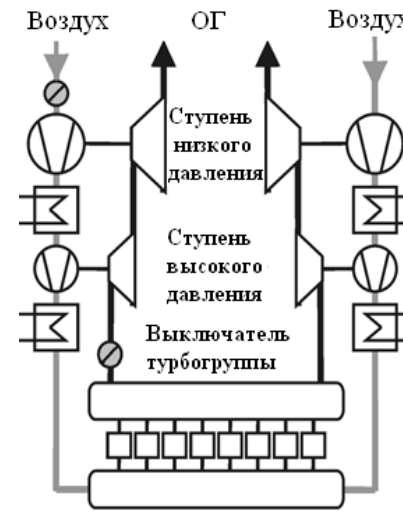 Воздух ОГ Воздух
Ступень
низкого
давления
Ступень
высокого
давления
Выключатель
турбогруппы